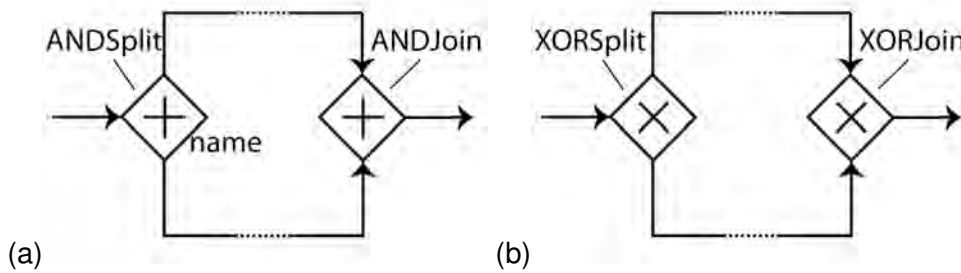 ANDSplit
ANDJoin
name
(a)
XORSplit
XORJoin
(b)